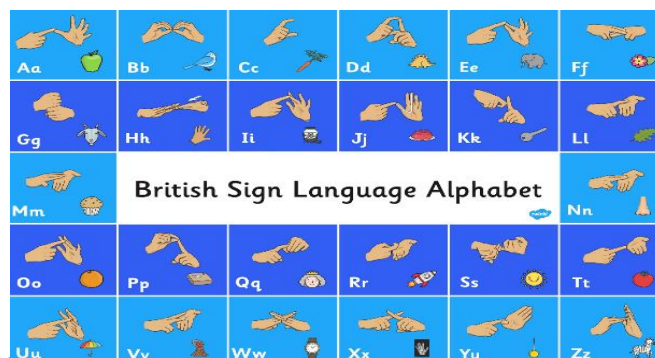 Aa Bb Cc Dd Ee Ff
Gg Hh Ii Jj Kk Ll
Mm British Sign Language Alphabet Nn
Oo Pp Qq Rr Ss Tt
Uu Vv Ww Xx Yy Zz